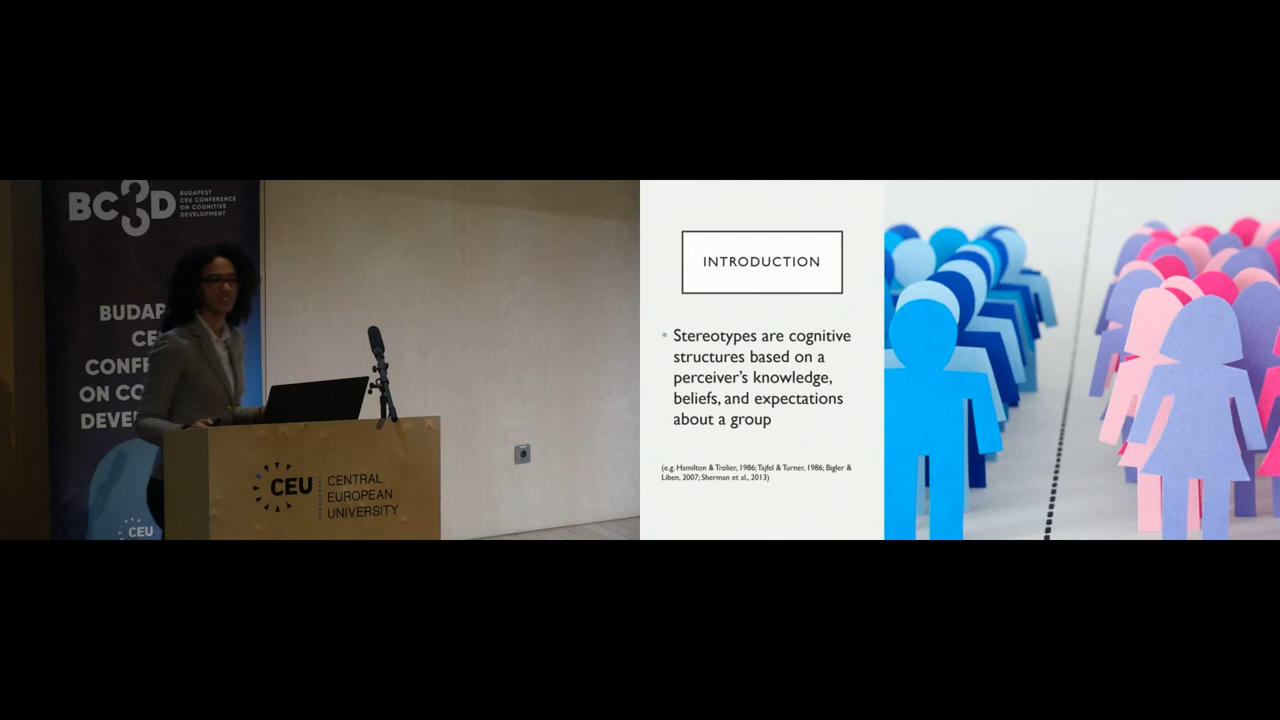 BC3D
BUDAPEST
CEU CONFERENCE
ON COGNITIVE
DEVELOPMENT
BUDAP
CE
CONF
ON CO
DEVE
CEU
CEU
CENTRAL
EUROPEAN
UNIVERSITY
INTRODUCTION
• Stereotypes are cognitive
structures based on a
perceiver's knowledge,
beliefs, and expectations
about a group
(e.g. Hamilton & Trolier, 1986; Tajfel & Turner, 1986; Bigler &
Liben, 2007; Sherman et al., 2013)